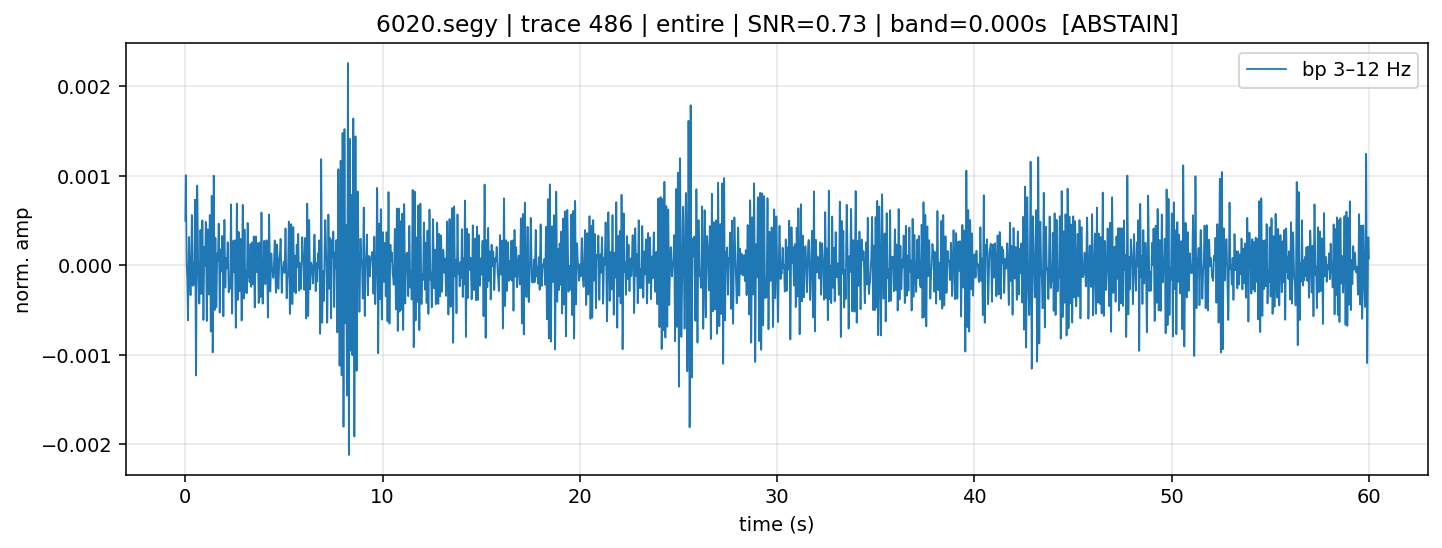 6020.segy | trace 486 | entire | SNR=0.73 | band=0.000s  [ABSTAIN]
bp 3–12 Hz
norm. amp
0.002
0.001
0.000
−0.001
−0.002
0 10 20 30 40 50 60
time (s)